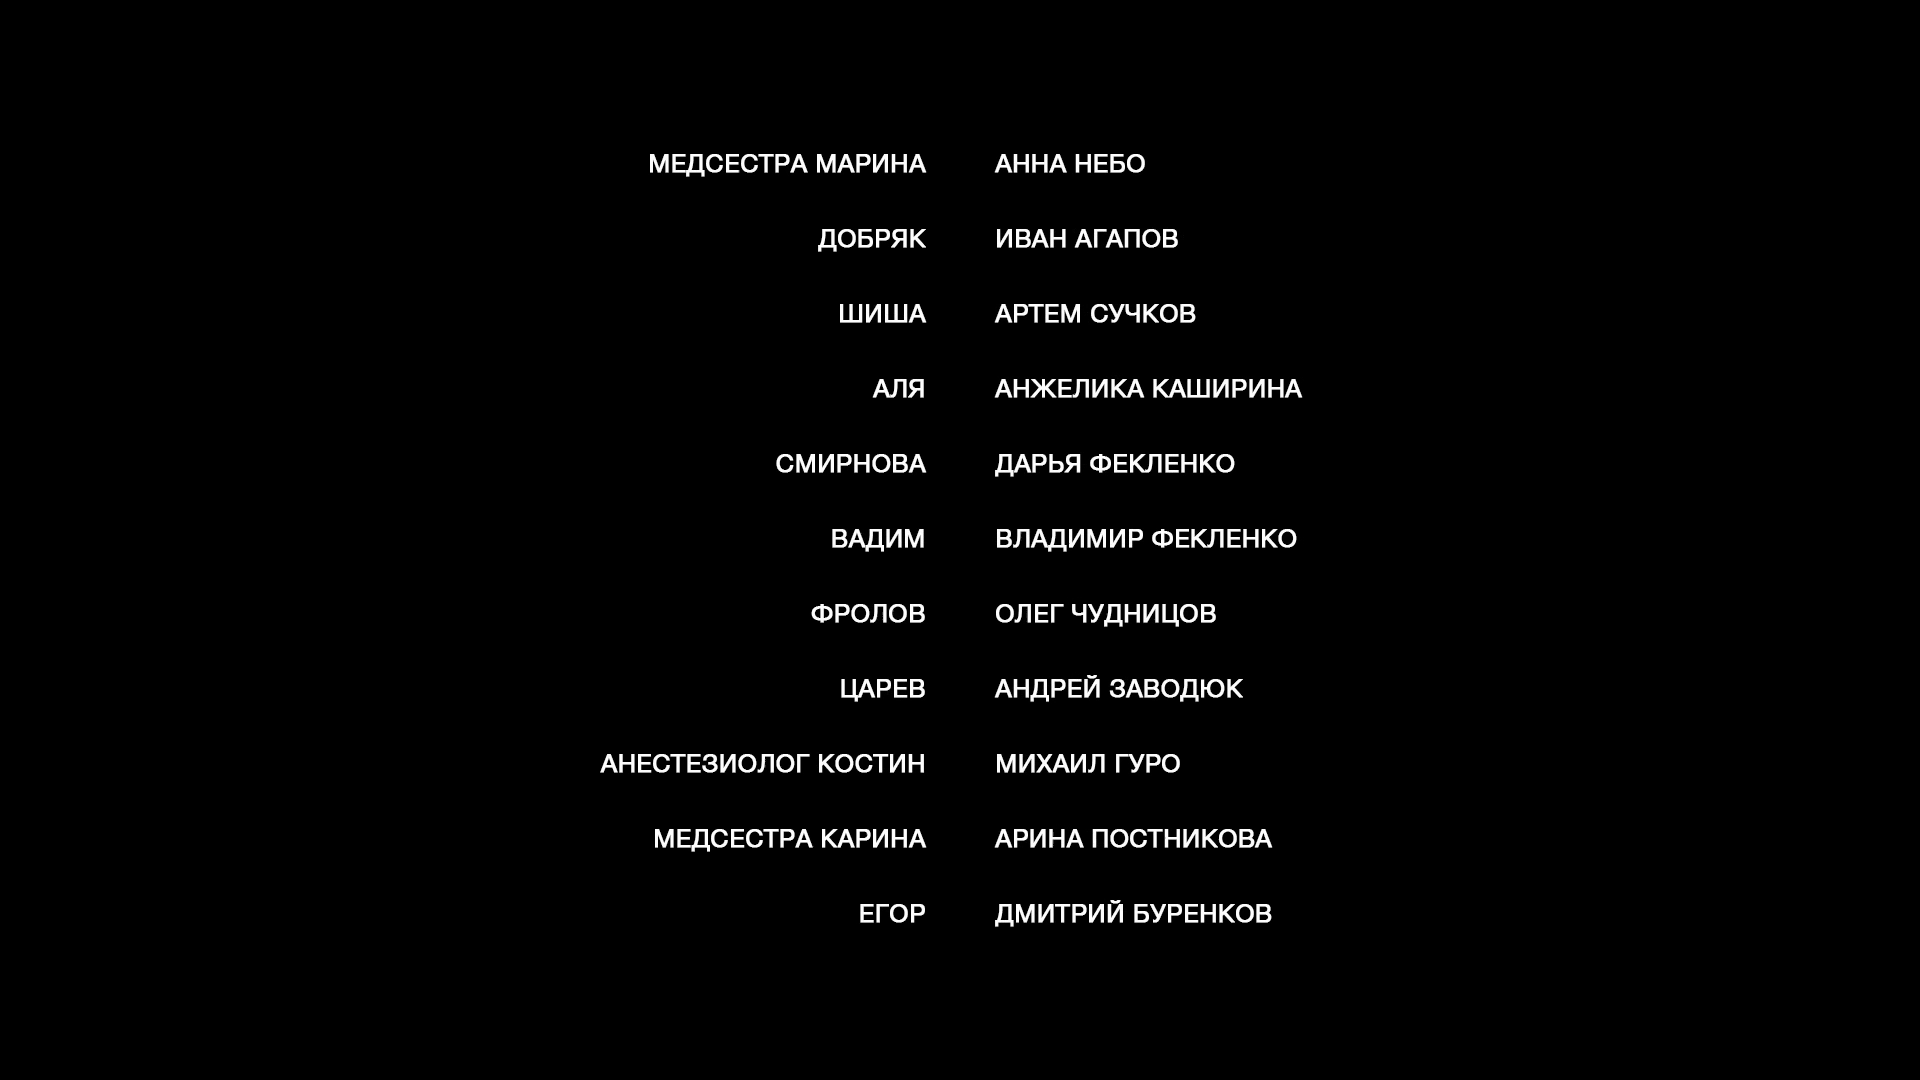 МЕДСЕСТРА МАРИНА АННА НЕБО
ДОБРЯК ИВАН АГАПОВ
ШИША АРТЕМ СУЧКОВ
АЛЯ АНЖЕЛИКА КАШИРИНА
СМИРНОВА ДАРЬЯ ФЕКЛЕНКО
ВАДИМ ВЛАДИМИР ФЕКЛЕНКО
ФРОЛОВ ОЛЕГ ЧУДНИЦОВ
ЦАРЕВ АНДРЕЙ ЗАВОДЮК
АНЕСТЕЗИОЛОГ КОСТИН МИХАИЛ ГУРО
МЕДСЕСТРА КАРИНА АРИНА ПОСТНИКОВА
ЕГОР ДМИТРИЙ БУРЕНКОВ